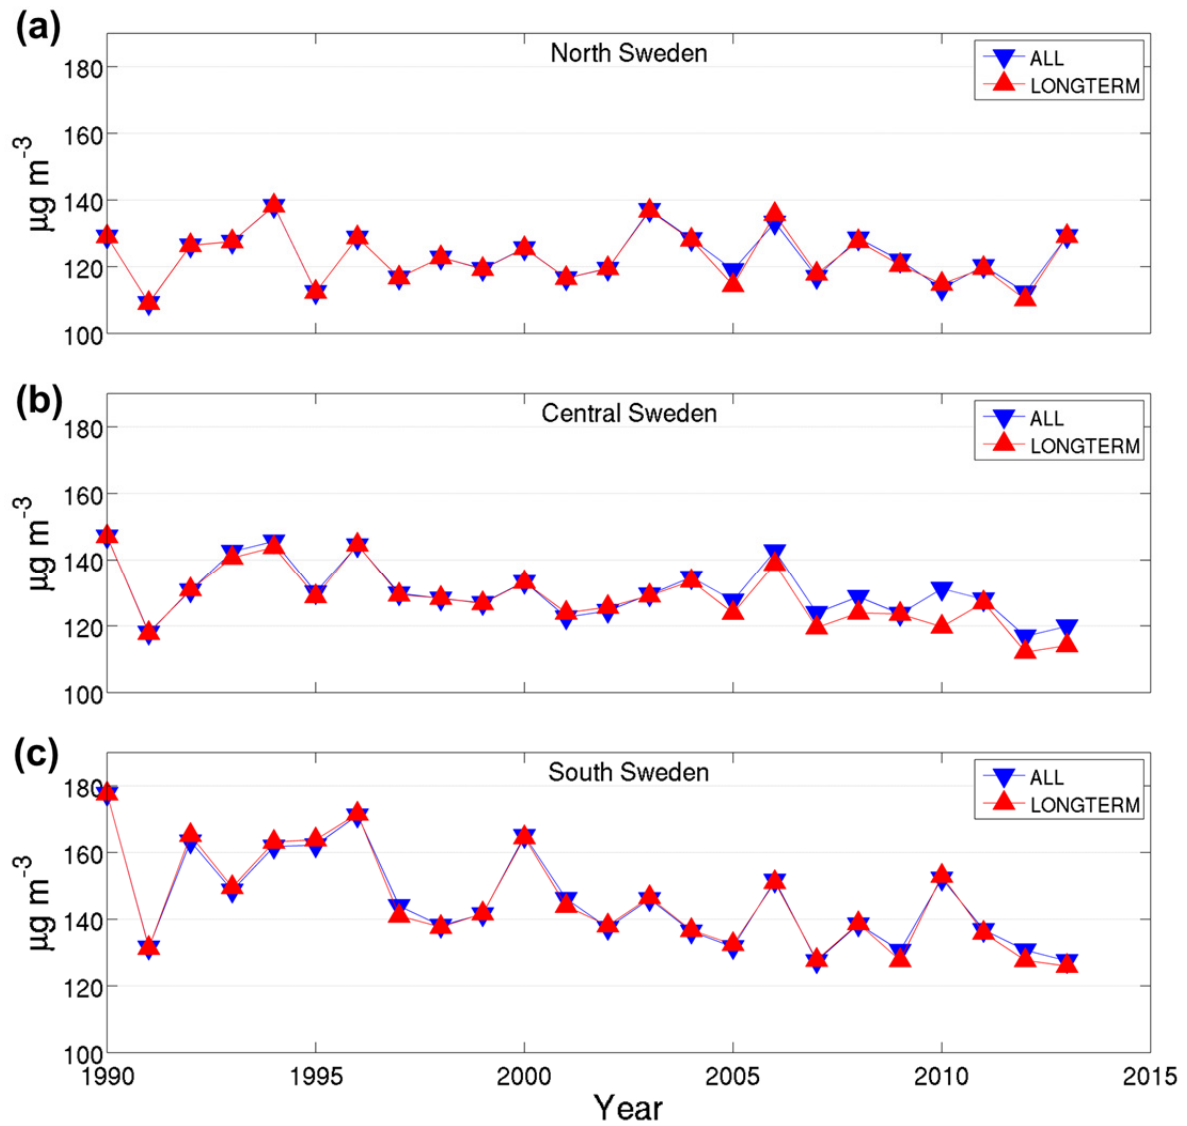 (a)
North Sweden
ALL
LONGTERM
180
160
140
120
100
µg m-3
(b)
Central Sweden
ALL
LONGTERM
180
160
140
120
100
µg m-3
(c)
South Sweden
ALL
LONGTERM
180
160
140
120
100
µg m-3
1990 1995 2000 2005 2010 2015
Year